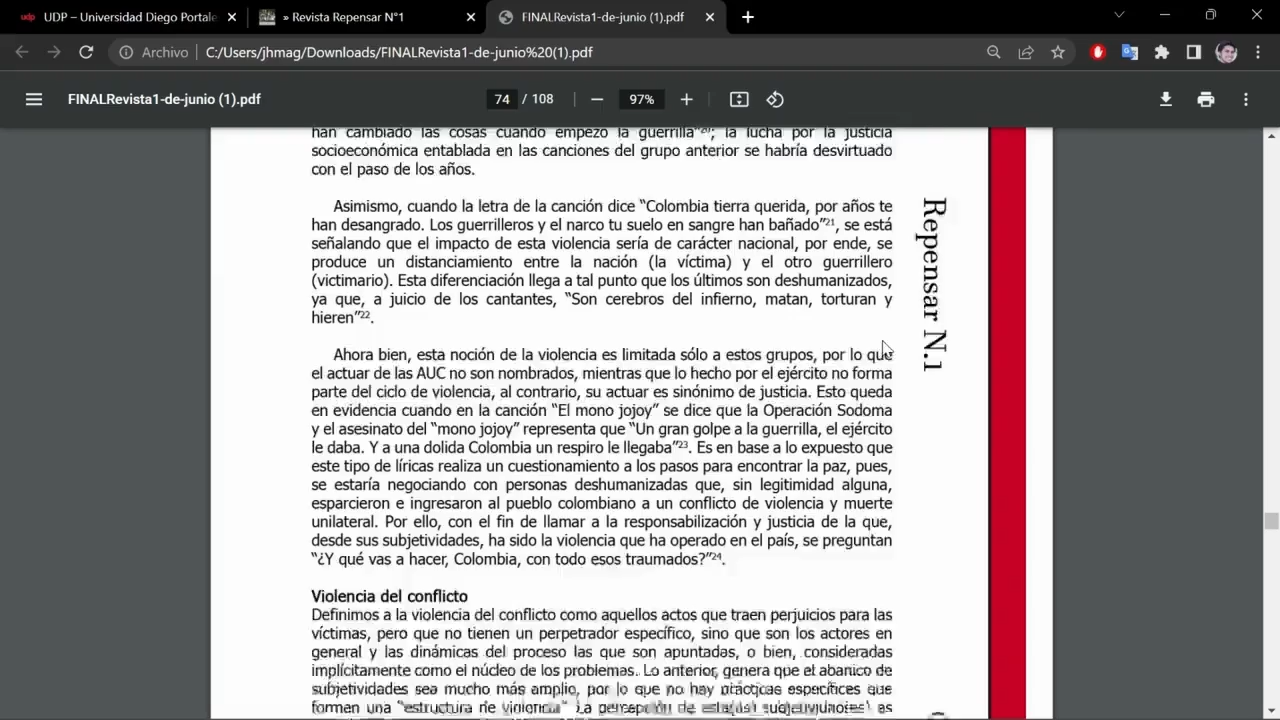 UDP – Universidad Diego Portale
» Revista Repensar N°1
FINALRevista1-de-junio (1).pdf
Archivo
C:/Users/jhmag/Downloads/FINALRevista1-de-junio%20(1).pdf
FINALRevista1-de-junio (1).pdf
74 / 108
97%
han cambiado las cosas cuando empezó la guerrilla”²⁰; la lucha por la justicia
socioeconómica entablada en las canciones del grupo anterior se habría desvirtuado
con el paso de los años.
Asimismo, cuando la letra de la canción dice “Colombia tierra querida, por años te
han desangrado. Los guerrilleros y el narco tu suelo en sangre han bañado”²¹, se está
señalando que el impacto de esta violencia sería de carácter nacional, por ende, se
produce un distanciamiento entre la nación (la víctima) y el otro guerrillero
(victimario). Esta diferenciación llega a tal punto que los últimos son deshumanizados,
ya que, a juicio de los cantantes, “Son cerebros del infierno, matan, torturan y
hieren”²².
Ahora bien, esta noción de la violencia es limitada sólo a estos grupos, por lo que
el actuar de las AUC no son nombrados, mientras que lo hecho por el ejército no forma
parte del ciclo de violencia, al contrario, su actuar es sinónimo de justicia. Esto queda
en evidencia cuando en la canción “El mono jojoy” se dice que la Operación Sodoma
y el asesinato del “mono jojoy” representa que “Un gran golpe a la guerrilla, el ejército
le daba. Y a una dolida Colombia un respiro le llegaba”²³. Es en base a lo expuesto que
este tipo de líricas realiza un cuestionamiento a los pasos para encontrar la paz, pues,
se estaría negociando con personas deshumanizadas que, sin legitimidad alguna,
esparcieron e ingresaron al pueblo colombiano a un conflicto de violencia y muerte
unilateral. Por ello, con el fin de llamar a la responsabilización y justicia de la que,
desde sus subjetividades, ha sido la violencia que ha operado en el país, se preguntan
“¿Y qué vas a hacer, Colombia, con todo esos traumados?”²⁴.
Violencia del conflicto
Definimos a la violencia del conflicto como aquellos actos que traen perjuicios para las
víctimas, pero que no tienen un perpetrador específico, sino que son los actores en
general y las dinámicas del proceso las que son apuntadas, o bien, consideradas
implícitamente como el núcleo de los problemas. Lo anterior, genera que el abanico de
subjetividades sea mucho más amplio, por lo que no hay prácticas específicas que
formen una “estructura de violencia”.
Repensar N.1